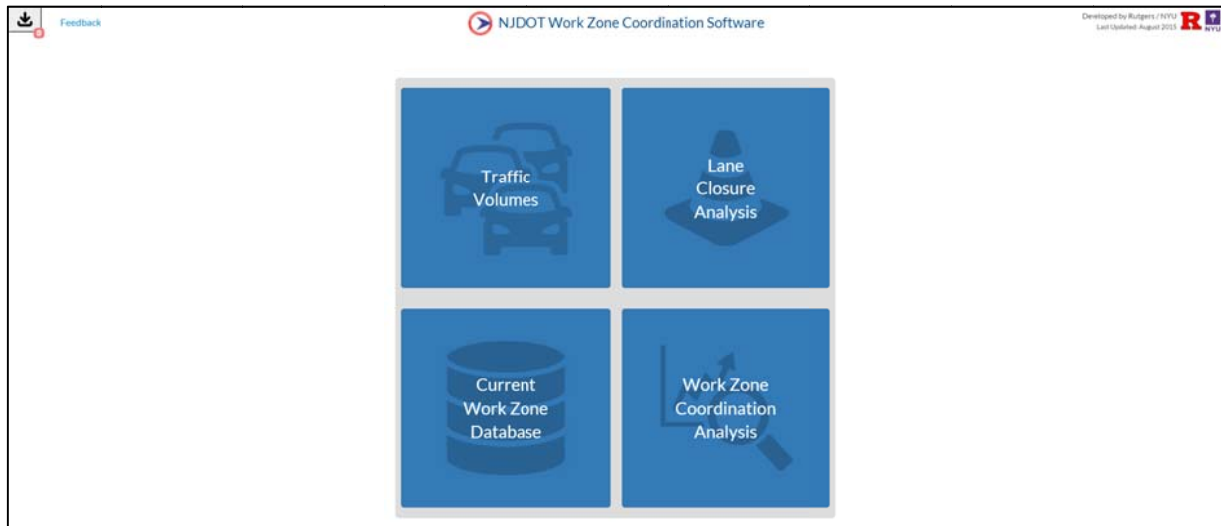 Feedback
NJDOT Work Zone Coordination Software
Developed by Rutgers / NYU
Last Updated: August 2015
R
NYU
Traffic
Volumes
Lane
Closure
Analysis
Current
Work Zone
Database
Work Zone
Coordination
Analysis